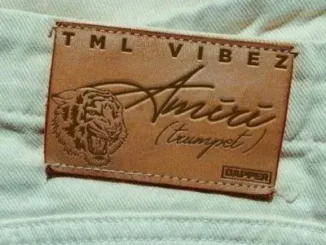 TML VIBEZ
Amiri
(trumpet)
DAPPER